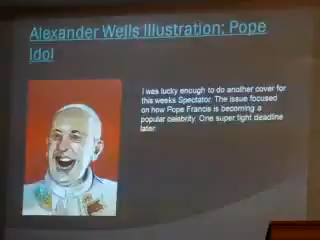 Alexander Wells Illustration: Pope
Idol
I was lucky enough to do another cover for
this weeks Spectator. The issue focused
on how Pope Francis is becoming a
popular celebrity. One super tight deadline
later.